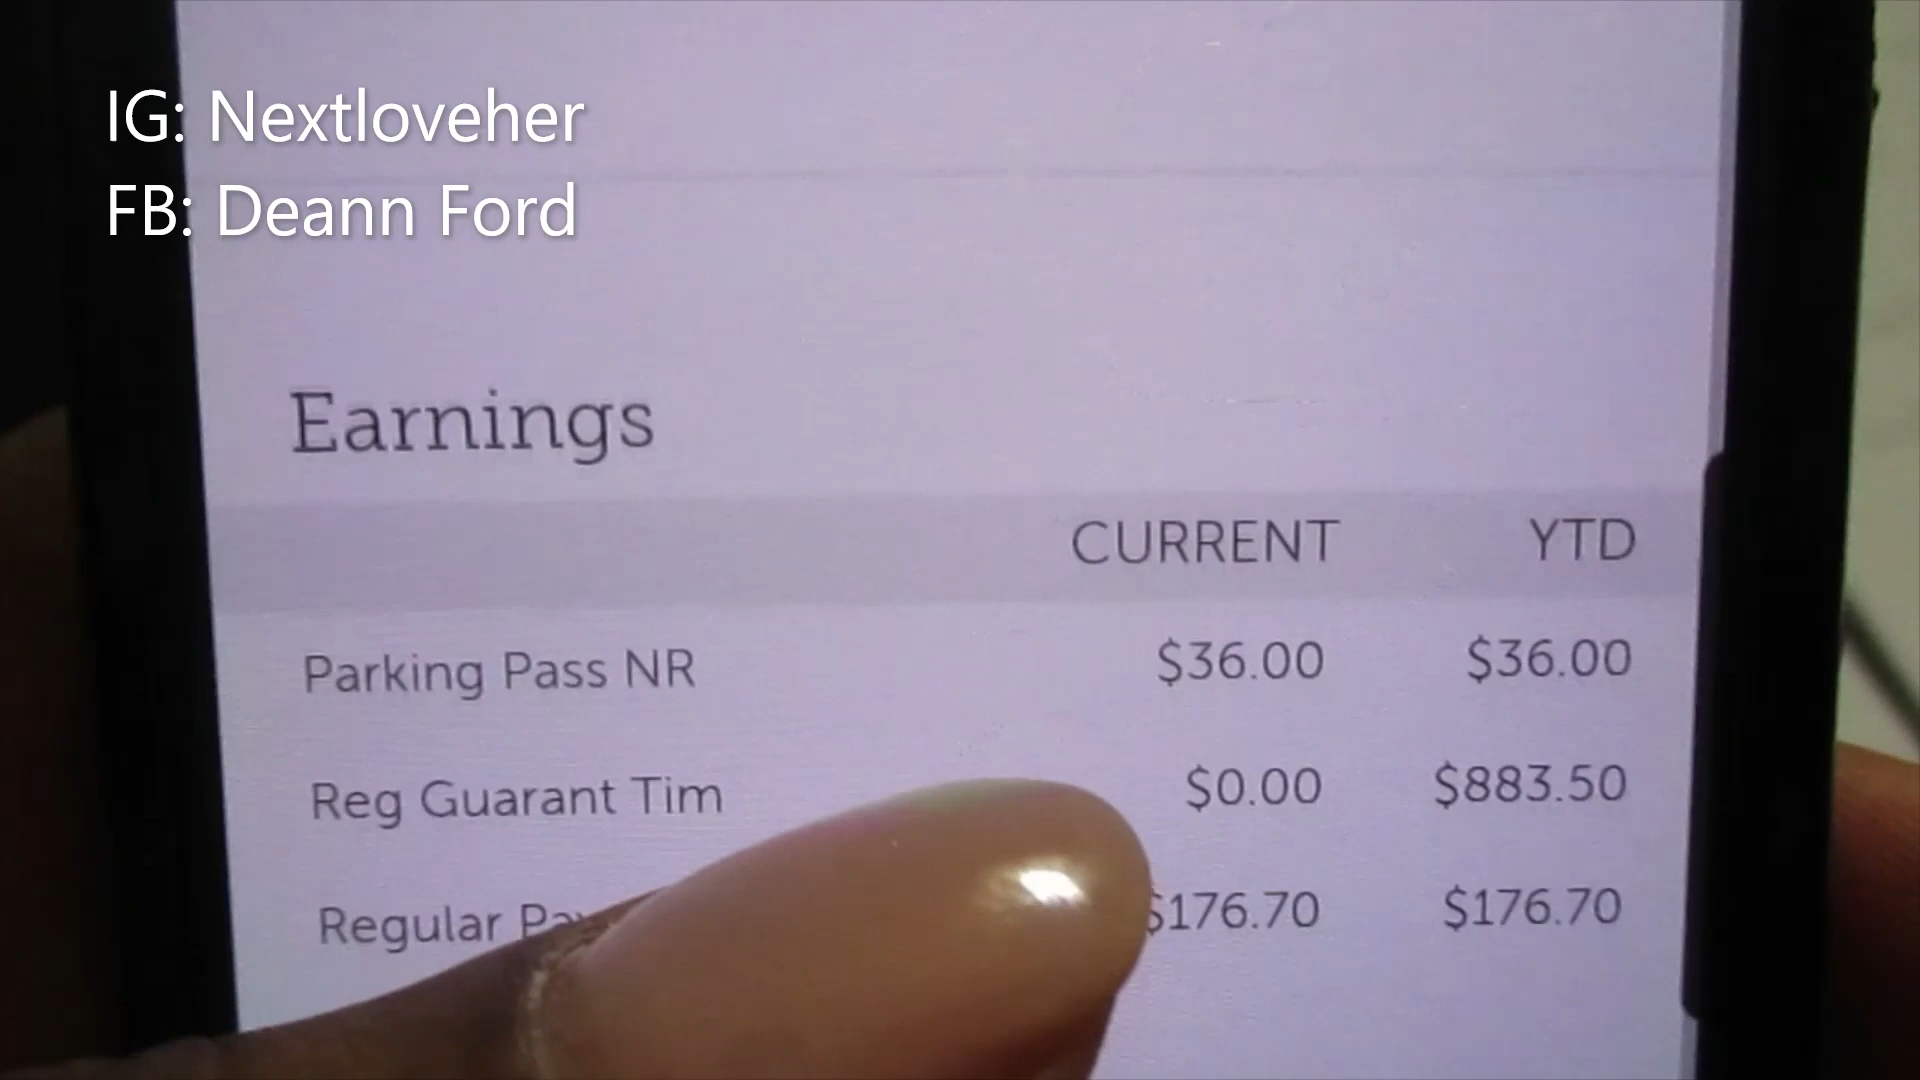 IG: Nextloveher
FB: Deann Ford
Earnings
CURRENT YTD
Parking Pass NR $36.00 $36.00
Reg Guarant Tim $0.00 $883.50
Regular $176.70 $176.70